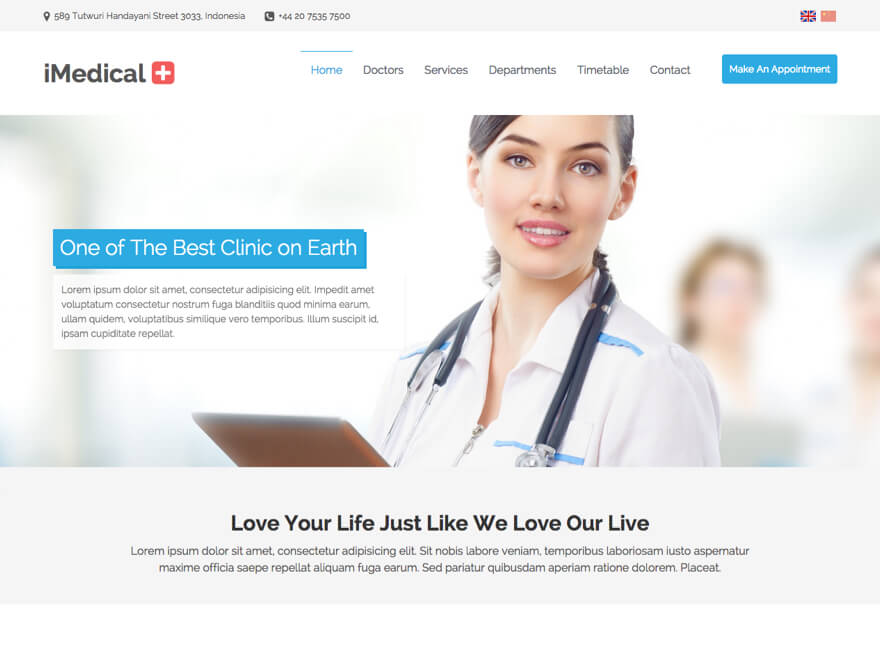 589 Tutwuri Handayani Street 3033, Indonesia
+44 20 7535 7500
iMedical
Home
Doctors
Services
Departments
Timetable
Contact
Make An Appointment
One of The Best Clinic on Earth
Lorem ipsum dolor sit amet, consectetur adipisicing elit. Impedit amet
voluptatum consectetur nostrum fuga blanditiis quod minima earum,
ullam quidem, voluptatibus similique vero temporibus. Illum suscipit id,
ipsam cupiditate repellat.
Love Your Life Just Like We Love Our Live
Lorem ipsum dolor sit amet, consectetur adipisicing elit. Sit nobis labore veniam, temporibus laboriosam iusto aspernatur
maxime officia saepe repellat aliquam fuga earum. Sed pariatur quibusdam aperiam ratione dolorem. Placeat.